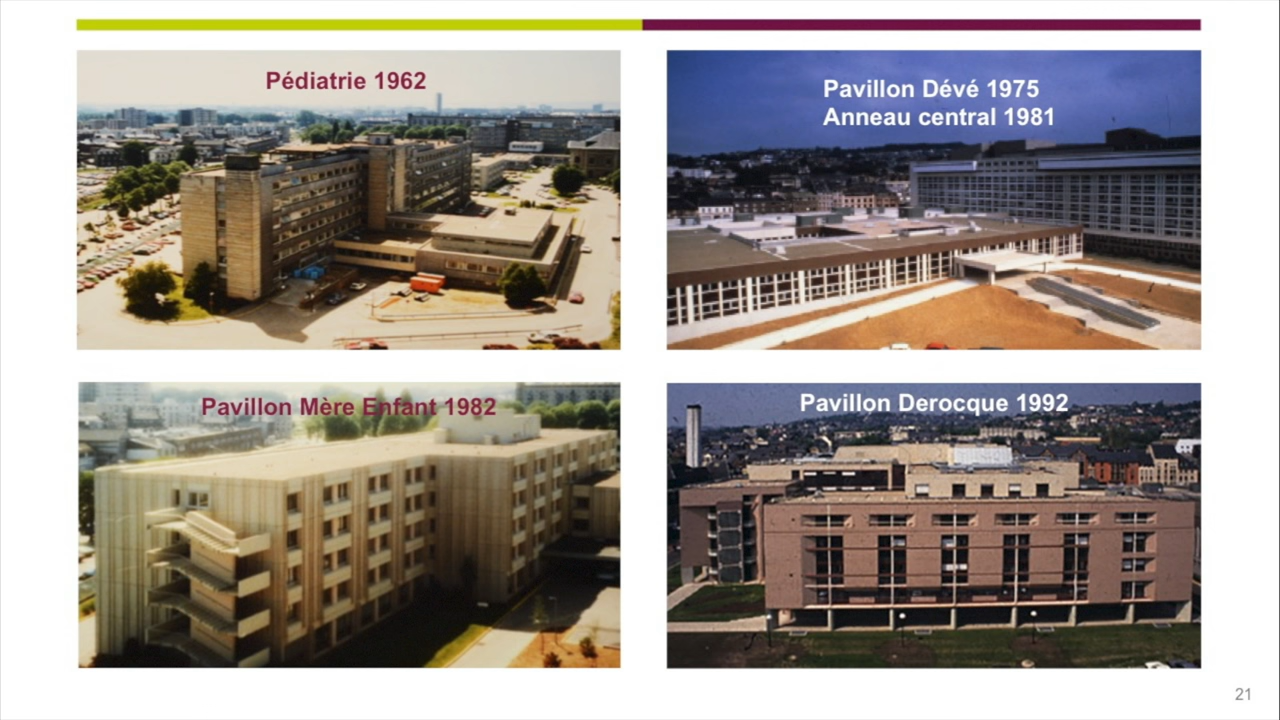 Pédiatrie 1962
Pavillon Dévé 1975
Anneau central 1981
Pavillon Mère Enfant 1982
Pavillon Derocque 1992
21